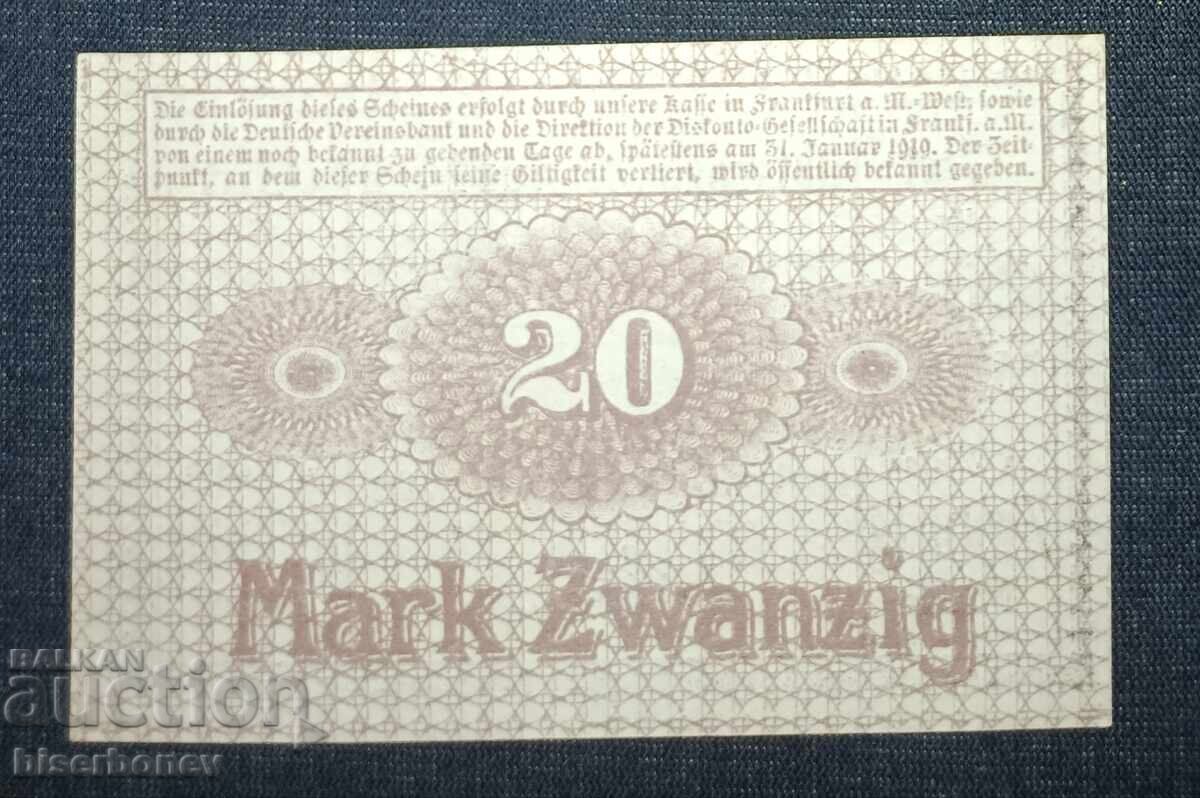 Die Einlösung dieses Scheines erfolgt durch unsere Kasse in Frankfurt a. M.-West, sowie
durch die Deutsche Vereinsbank und die Direktion der Diskonto-Gesellschaft in Frankf. a. M.
von einem noch bekannt zu gebenden Tage ab, spätestens am 31. Januar 1919. Der Zeit-
punkt, an dem dieser Schein seine Giltigkeit verliert, wird öffentlich bekannt gegeben.
20
Mark Zwanzig
BALKAN
auction
biserboney